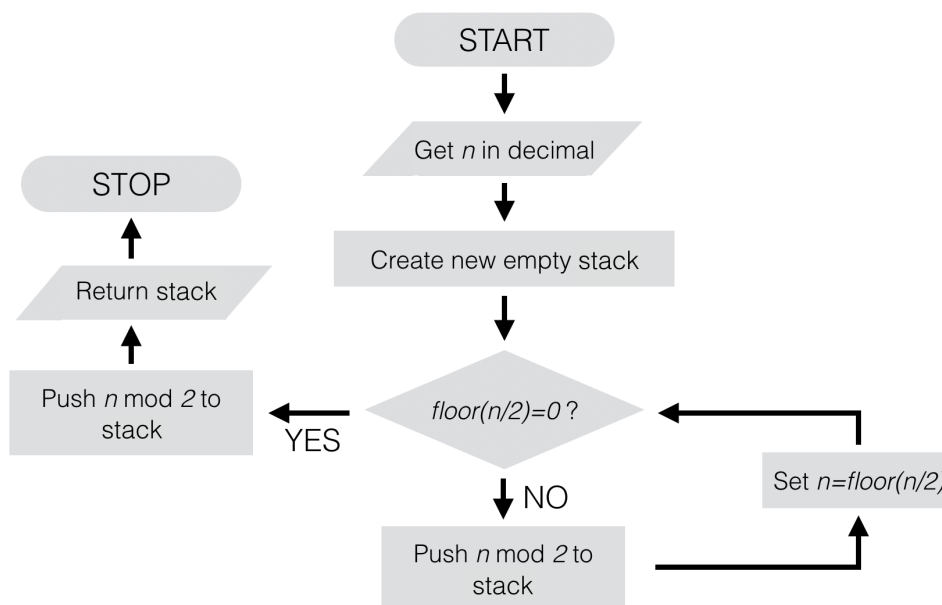 START
Get n in decimal
Create new empty stack
floor(n/2)=0 ?
YES
Push n mod 2 to
stack
Return stack
STOP
NO
Push n mod 2 to
stack
Set n=floor(n/2)